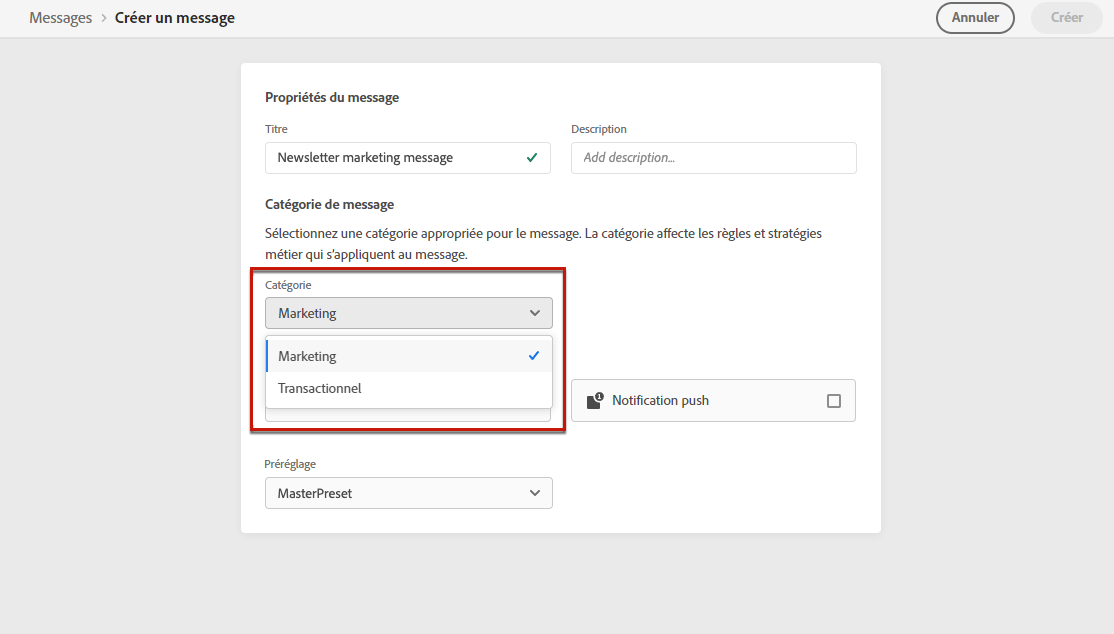 Messages > Créer un message
Annuler
Créer
Propriétés du message
Titre
Description
Newsletter marketing message
Add description...
Catégorie de message
Sélectionnez une catégorie appropriée pour le message. La catégorie affecte les règles et stratégies
métier qui s'appliquent au message.
Catégorie
Marketing
Marketing
Transactionnel
1
Notification push
Préréglage
MasterPreset